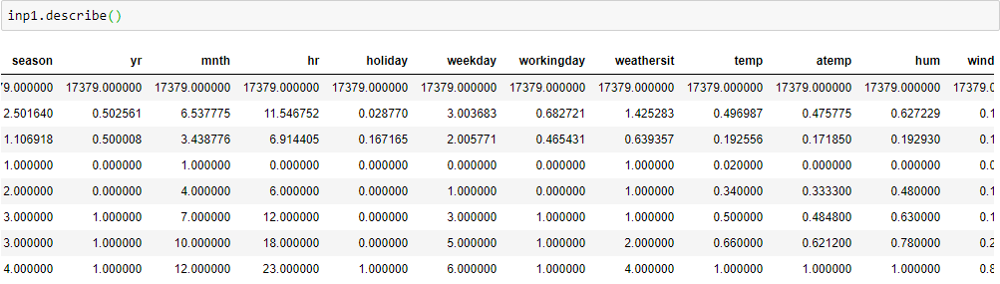 inp1.describe()
season yr mnth hr holiday weekday workingday weathersit temp atemp hum wind
79.000000 17379.000000 17379.000000 17379.000000 17379.000000 17379.000000 17379.000000 17379.000000 17379.000000 17379.000000 17379.000000 17379.0
2.501640 0.502561 6.537775 11.546752 0.028770 3.003683 0.682721 1.425283 0.496987 0.475775 0.627229 0.1
1.106918 0.500008 3.438776 6.914405 0.167165 2.005771 0.465431 0.639357 0.192556 0.171850 0.192930 0.1
1.000000 0.000000 1.000000 0.000000 0.000000 0.000000 0.000000 1.000000 0.020000 0.000000 0.000000 0.0
2.000000 0.000000 4.000000 6.000000 0.000000 1.000000 0.000000 1.000000 0.340000 0.333300 0.480000 0.1
3.000000 1.000000 7.000000 12.000000 0.000000 3.000000 1.000000 1.000000 0.500000 0.484800 0.630000 0.1
3.000000 1.000000 10.000000 18.000000 0.000000 5.000000 1.000000 2.000000 0.660000 0.621200 0.780000 0.2
4.000000 1.000000 12.000000 23.000000 1.000000 6.000000 1.000000 4.000000 1.000000 1.000000 1.000000 0.8